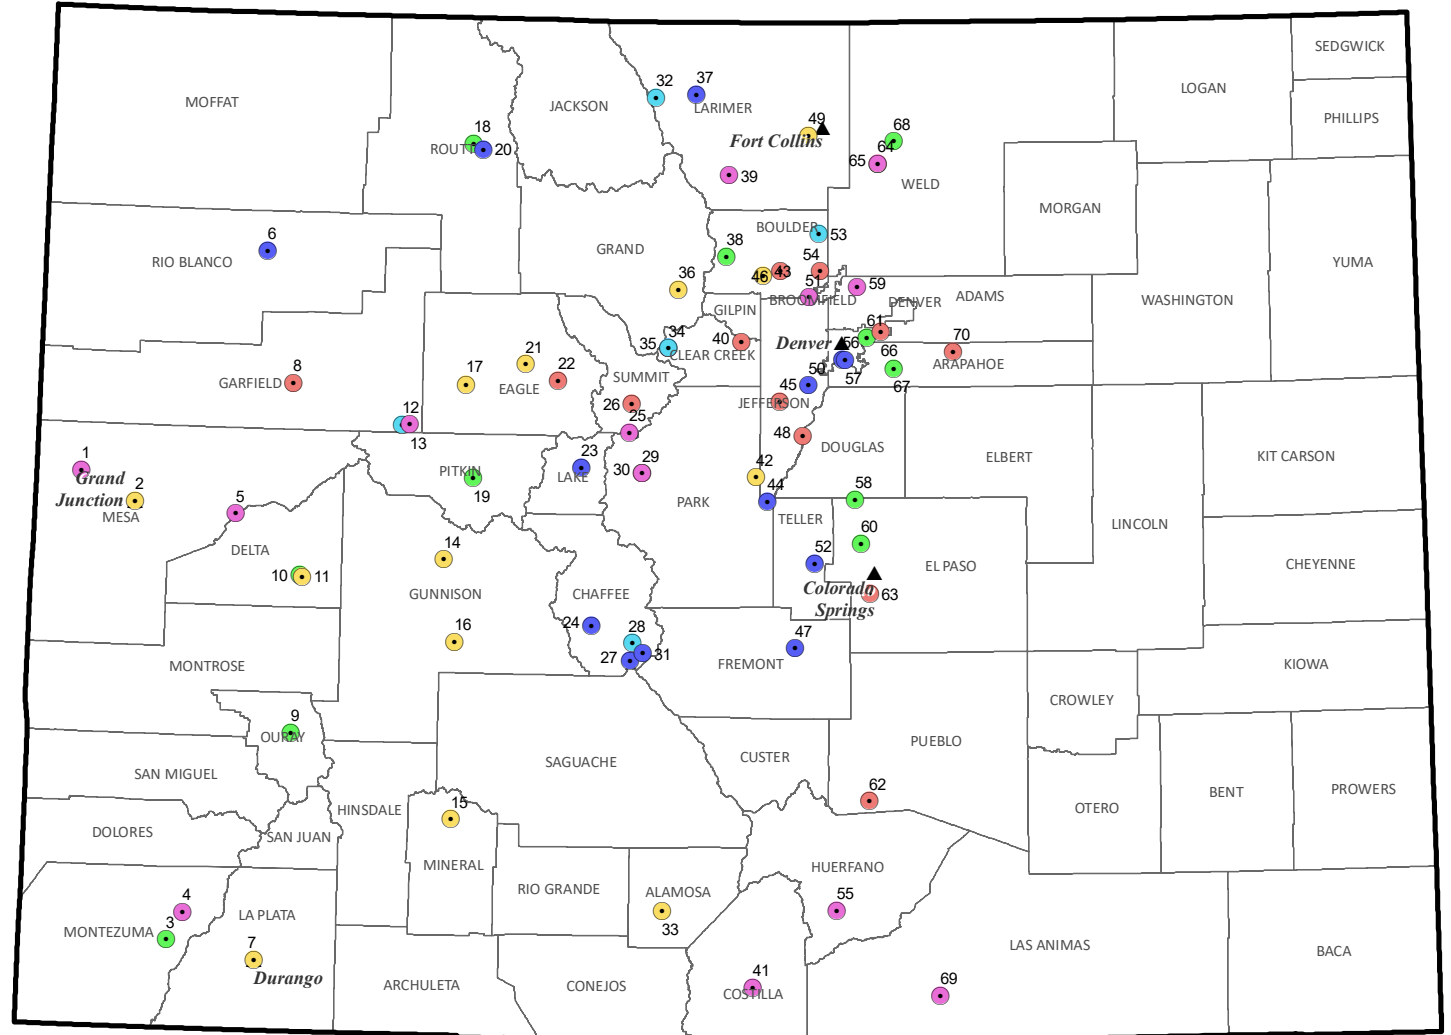 SEDGWICK
32
37
LOGAN
MOFFAT
JACKSON
LARIMER
PHILLIPS
49
18
68
Fort Collins
ROUTT
20
64
65
39
WELD
MORGAN
6
BOULDER
53
38
GRAND
RIO BLANCO
54
YUMA
46
43
36
51
59
BROOMFIELD
DENVER
ADAMS
WASHINGTON
GILPIN
34
61
40
35
Denver
56
70
CLEAR CREEK
21
66
8
17
22
50
57
ARAPAHOE
SUMMIT
GARFIELD
EAGLE
45
67
26
JEFFERSON
12
25
48
13
DOUGLAS
1
23
29
ELBERT
KIT CARSON
PITKIN
30
42
Grand
LAKE
2
44
Junction
19
58
5
PARK
MESA
TELLER
LINCOLN
60
14
52
DELTA
CHEYENNE
EL PASO
10
11
Colorado
GUNNISON
CHAFFEE
63
Springs
24
28
16
47
27
31
MONTROSE
FREMONT
KIOWA
CROWLEY
9
OURAY
PUEBLO
CUSTER
SAGUACHE
SAN MIGUEL
62
PROWERS
BENT
15
HINSDALE
OTERO
DOLORES
SAN JUAN
MINERAL
HUERFANO
RIO GRANDE
ALAMOSA
4
55
LA PLATA
3
33
MONTEZUMA
7
LAS ANIMAS
BACA
41
Durango
69
ARCHULETA
CONEJOS
COSTILLA